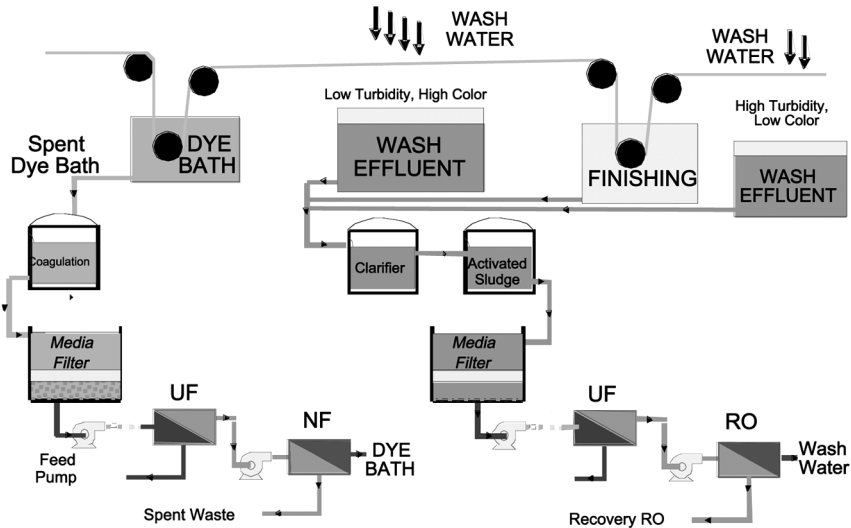 WASH
WATER
WASH
WATER
Low Turbidity, High Color
High Turbidity,
Low Color
Spent
Dye Bath
DYE
BATH
WASH
EFFLUENT
FINISHING
WASH
EFFLUENT
Coagulation
Clarifier
Activated
Sludge
Media
Filter
Media
Filter
UF
NF
UF
RO
Feed
Pump
DYE
BATH
Wash
Water
Spent Waste
Recovery RO